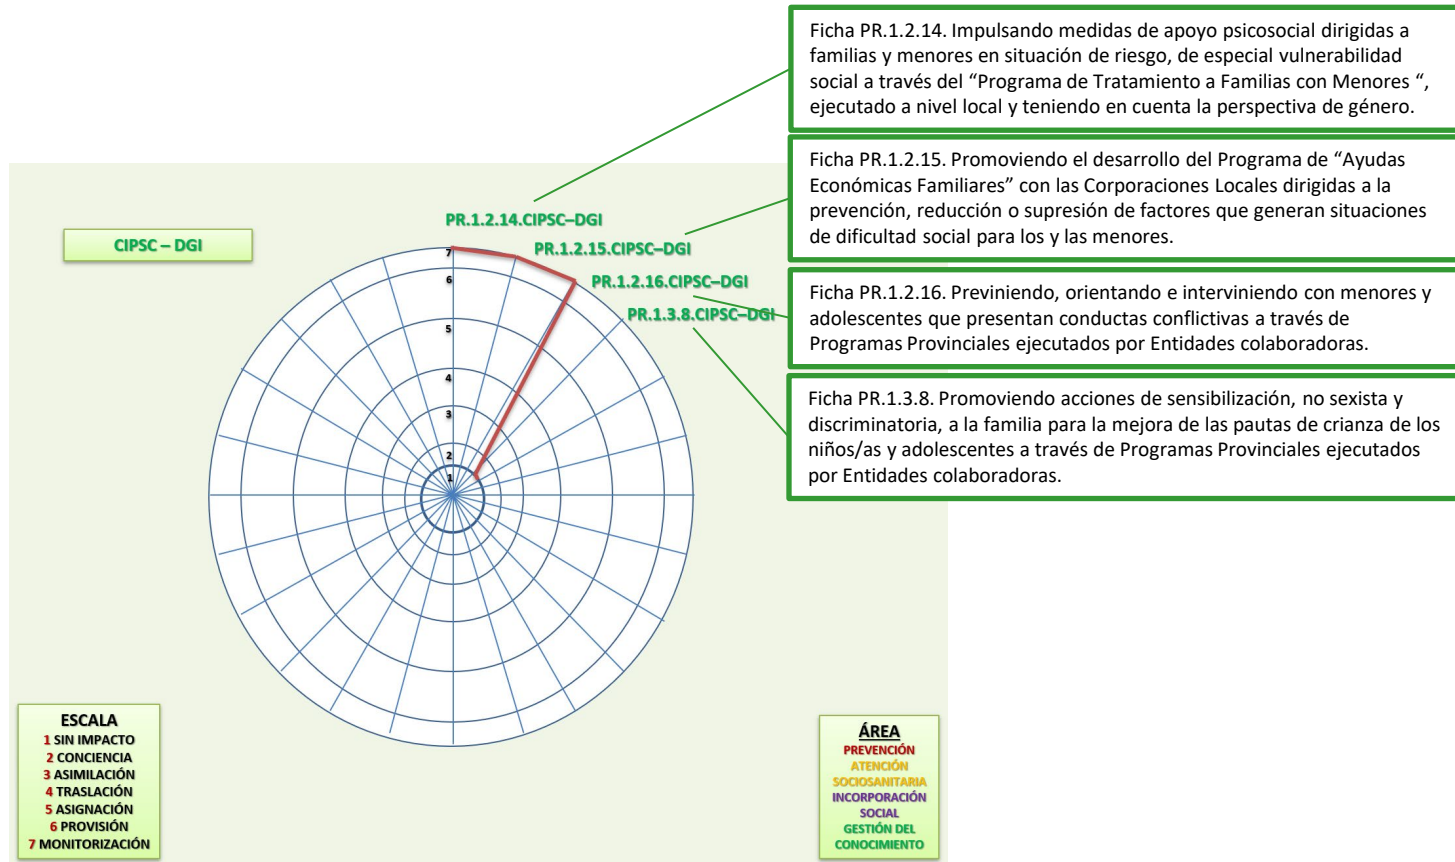 Ficha PR.1.2.14. Impulsando medidas de apoyo psicosocial dirigidas a
familias y menores en situación de riesgo, de especial vulnerabilidad
social a través del “Programa de Tratamiento a Familias con Menores “,
ejecutado a nivel local y teniendo en cuenta la perspectiva de género.
Ficha PR.1.2.15. Promoviendo el desarrollo del Programa de “Ayudas
Económicas Familiares” con las Corporaciones Locales dirigidas a la
prevención, reducción o supresión de factores que generan situaciones
de dificultad social para los y las menores.
Ficha PR.1.2.16. Previniendo, orientando e interviniendo con menores y
adolescentes que presentan conductas conflictivas a través de
Programas Provinciales ejecutados por Entidades colaboradoras.
Ficha PR.1.3.8. Promoviendo acciones de sensibilización, no sexista y
discriminatoria, a la familia para la mejora de las pautas de crianza de los
niños/as y adolescentes a través de Programas Provinciales ejecutados
por Entidades colaboradoras.
CIPSC – DGI
PR.1.2.14.CIPSC–DGI
PR.1.2.15.CIPSC–DGI
PR.1.2.16.CIPSC–DGI
PR.1.3.8.CIPSC–DGI
7
6
5
4
3
2
1
ESCALA
1 SIN IMPACTO
2 CONCIENCIA
3 ASIMILACIÓN
4 TRASLACIÓN
5 ASIGNACIÓN
6 PROVISIÓN
7 MONITORIZACIÓN
ÁREA
PREVENCIÓN
ATENCIÓN
SOCIOSANITARIA
INCORPORACIÓN
SOCIAL
GESTIÓN DEL
CONOCIMIENTO